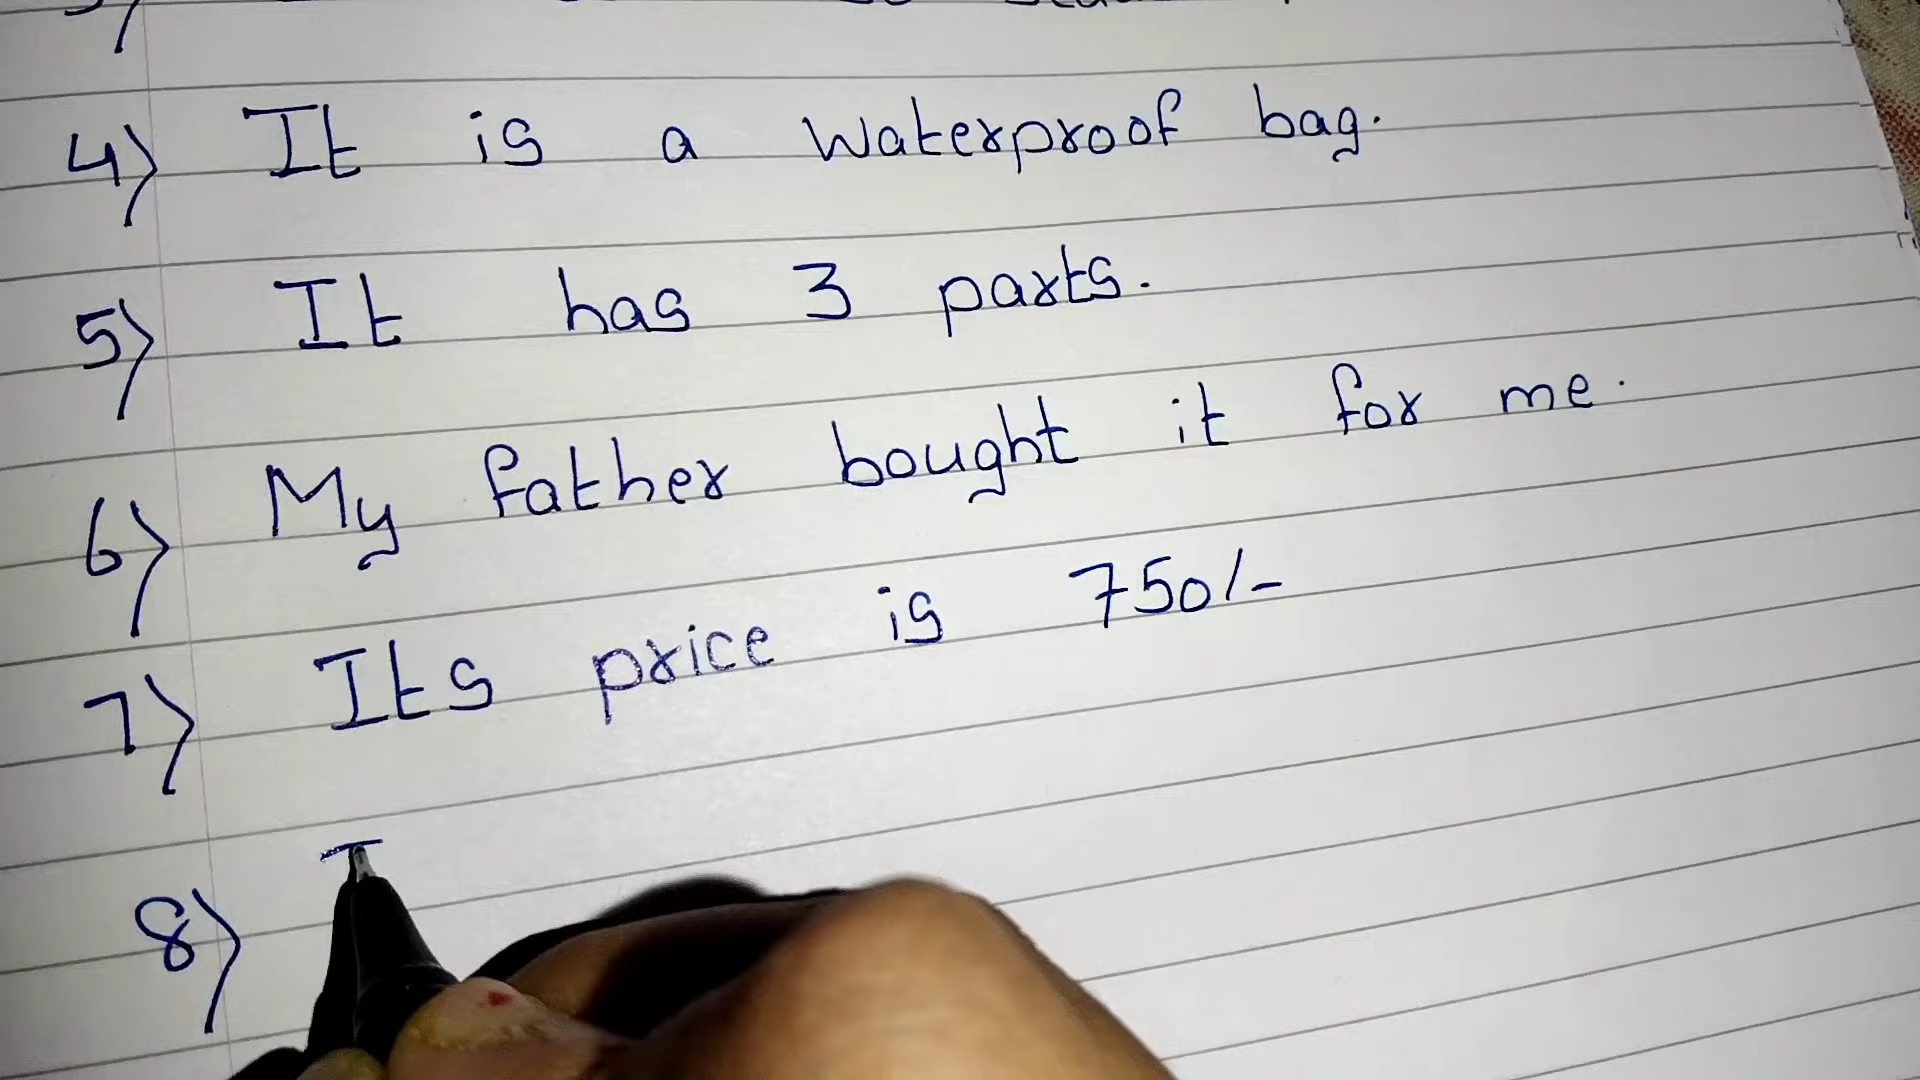 4) It is a waterproof bag.
5) It has 3 parts.
6) My father bought it for me.
7) Its price is 750/-
8)